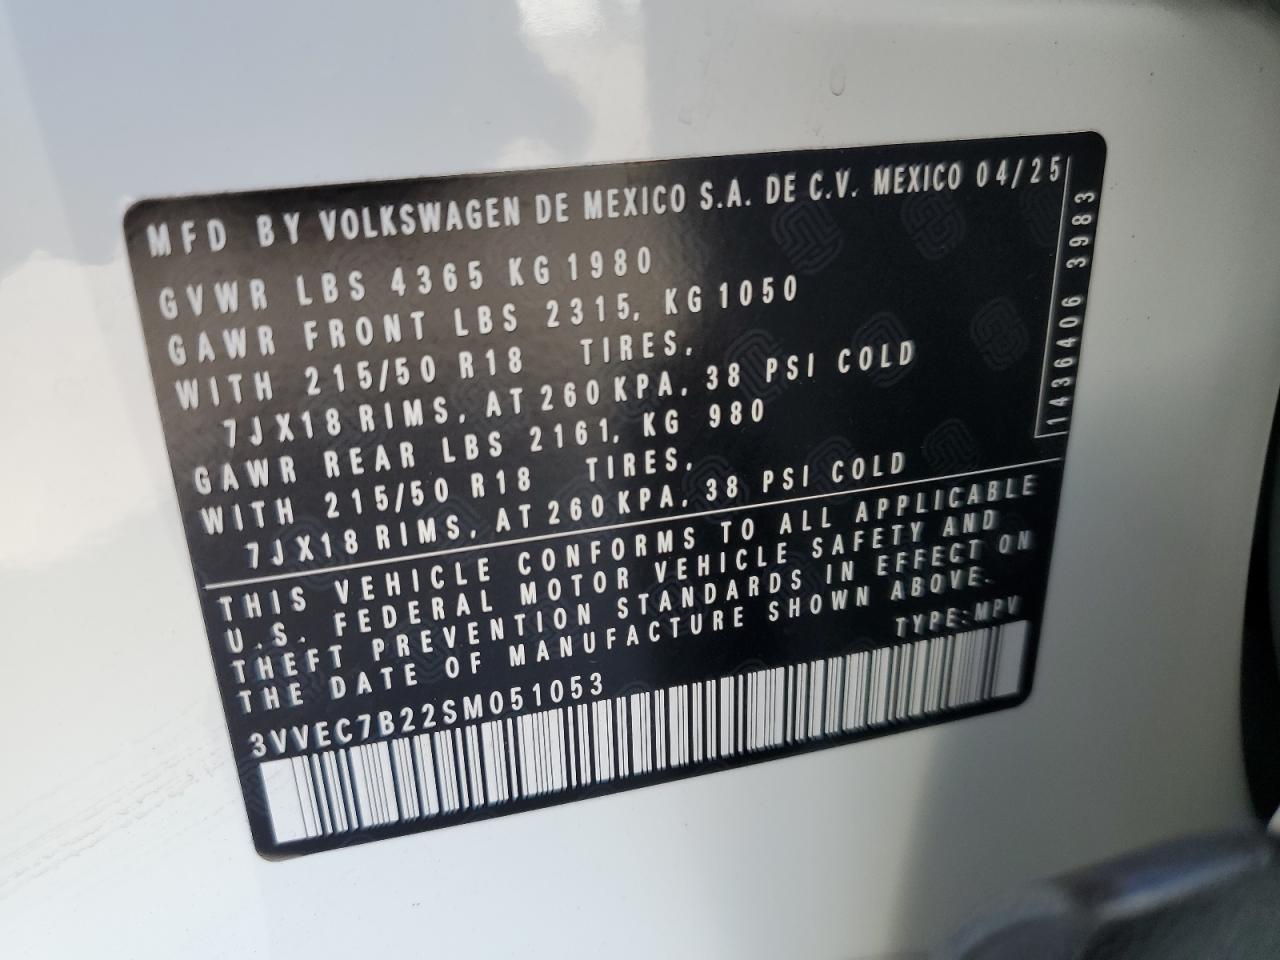 MFD BY VOLKSWAGEN DE MEXICO S.A. DE C.V. MEXICO 04/25
GVWR LBS 4365 KG 1980
GAWR FRONT LBS 2315, KG 1050
WITH 215/50 R18 TIRES,
7JX18 RIMS, AT 260 KPA, 38 PSI COLD
GAWR REAR LBS 2161, KG 980
WITH 215/50 R18 TIRES,
7JX18 RIMS, AT 260 KPA, 38 PSI COLD
THIS VEHICLE CONFORMS TO ALL APPLICABLE
U.S. FEDERAL MOTOR VEHICLE SAFETY AND
THEFT PREVENTION STANDARDS IN EFFECT ON
THE DATE OF MANUFACTURE SHOWN ABOVE.
TYPE: MPV
3VVEC7B22SM051053
1436406 3983